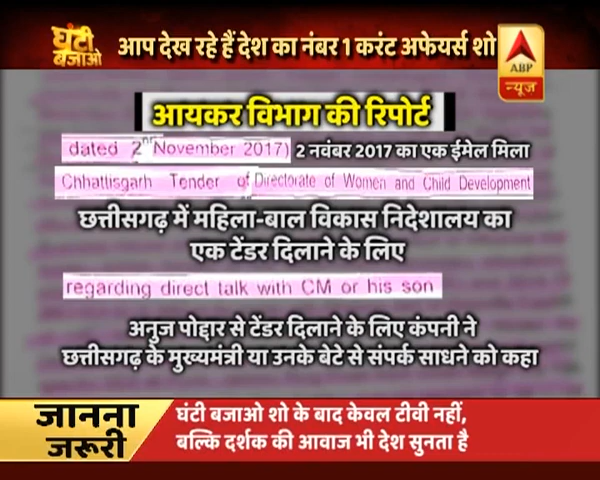 घंटी
बजाओ
आप देख रहे हैं देश का नंबर 1 करंट अफेयर्स शो
ABP
न्यूज़
आयकर विभाग की रिपोर्ट
dated 2nd November 2017) 2 नवंबर 2017 का एक ईमेल मिला
Chhattisgarh Tender of Directorate of Women and Child Development
छत्तीसगढ़ में महिला-बाल विकास निदेशालय का
एक टेंडर दिलाने के लिए
regarding direct talk with CM or his son
अनुज पोद्दार से टेंडर दिलाने के लिए कंपनी ने
छत्तीसगढ़ के मुख्यमंत्री या उनके बेटे से संपर्क साधने को कहा
जानना
जरूरी
घंटी बजाओ शो के बाद केवल टीवी नहीं,
बल्कि दर्शक की आवाज भी देश सुनता है